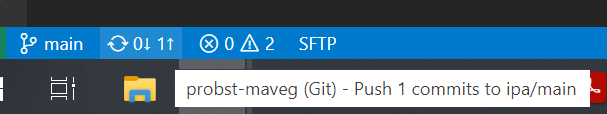 main 0↓ 1↑ 0 2 SFTP
probst-maveg (Git) - Push 1 commits to ipa/main